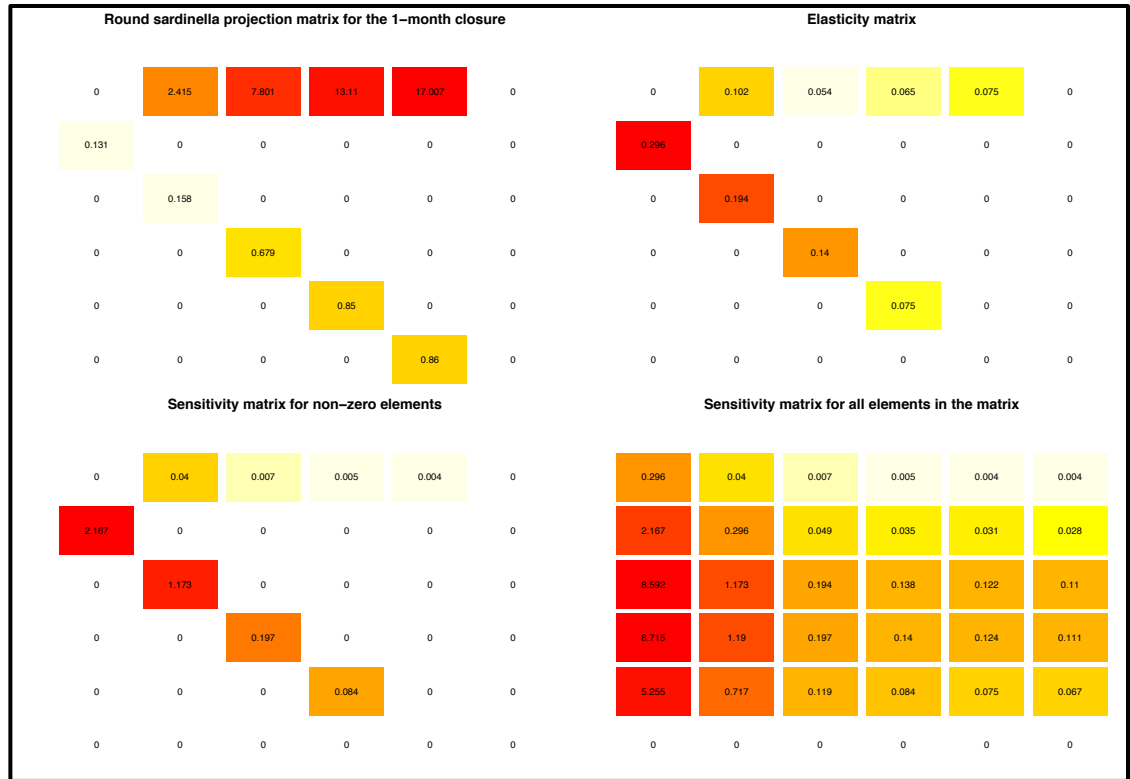 Round sardinella projection matrix for the 1−month closure
0 2.415 7.801 13.11 17.007 0
0.131 0 0 0 0 0
0 0.158 0 0 0 0
0 0 0.679 0 0 0
0 0 0 0.85 0 0
0 0 0 0 0.86 0
Elasticity matrix
0 0.102 0.054 0.065 0.075 0
0.296 0 0 0 0 0
0 0.194 0 0 0 0
0 0 0.14 0 0 0
0 0 0 0.075 0 0
0 0 0 0 0 0
Sensitivity matrix for non−zero elements
0 0.04 0.007 0.005 0.004 0
2.167 0 0 0 0 0
0 1.173 0 0 0 0
0 0 0.197 0 0 0
0 0 0 0.084 0 0
0 0 0 0 0 0
Sensitivity matrix for all elements in the matrix
0.296 0.04 0.007 0.005 0.004 0.004
2.167 0.296 0.049 0.035 0.031 0.028
8.592 1.173 0.194 0.138 0.122 0.11
8.715 1.19 0.197 0.14 0.124 0.111
5.255 0.717 0.119 0.084 0.075 0.067
0 0 0 0 0 0